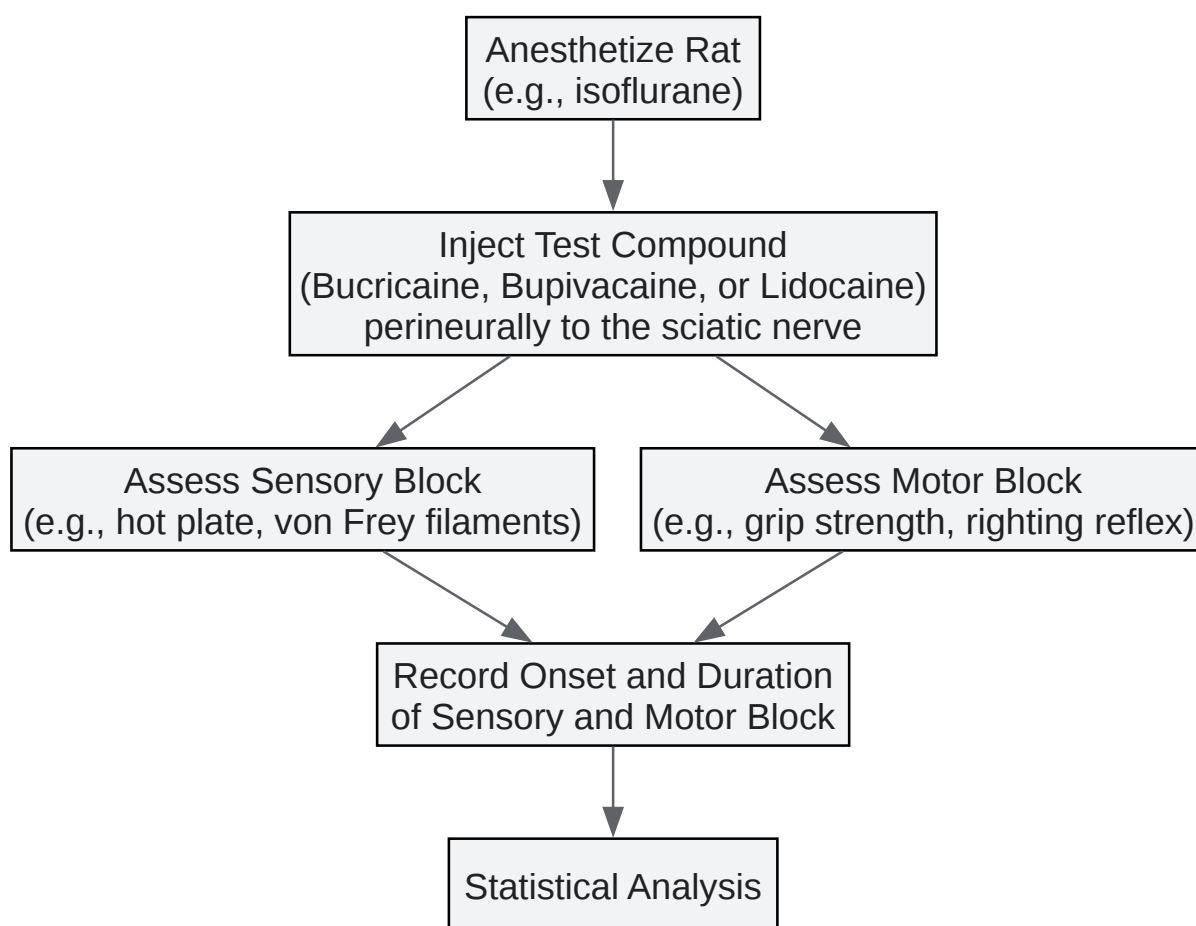 Anesthetize Rat
(e.g., isoflurane)
Inject Test Compound
(Bucricaine, Bupivacaine, or Lidocaine)
perineurally to the sciatic nerve
Assess Sensory Block
(e.g., hot plate, von Frey filaments)
Assess Motor Block
(e.g., grip strength, righting reflex)
Record Onset and Duration
of Sensory and Motor Block
Statistical Analysis